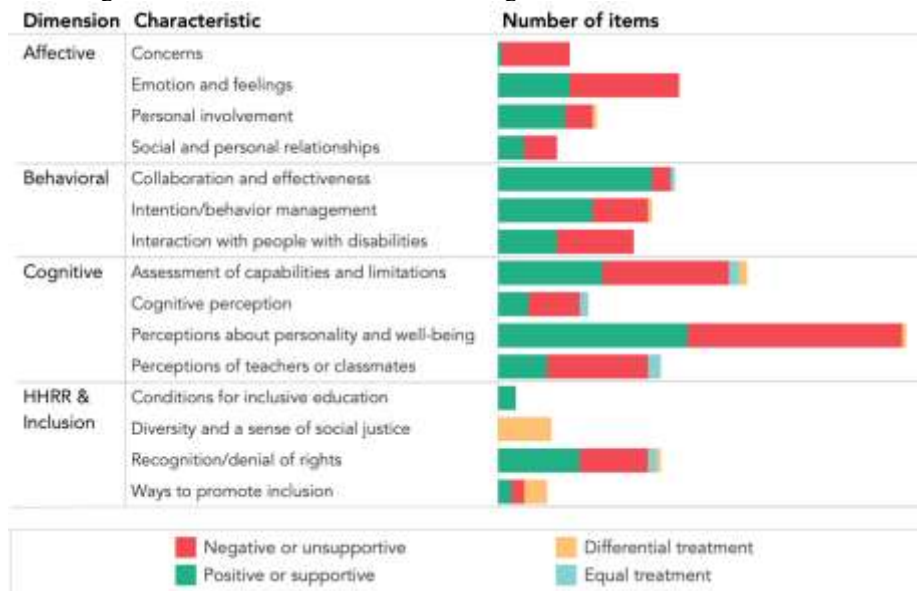 Dimension Characteristic Number of items
Affective Concerns
Emotion and feelings
Personal involvement
Social and personal relationships
Behavioral Collaboration and effectiveness
Intention/behavior management
Interaction with people with disabilities
Cognitive Assessment of capabilities and limitations
Cognitive perception
Perceptions about personality and well-being
Perceptions of teachers or classmates
HHRR & Conditions for inclusive education
Inclusion Diversity and a sense of social justice
Recognition/denial of rights
Ways to promote inclusion
Negative or unsupportive Differential treatment
Positive or supportive Equal treatment